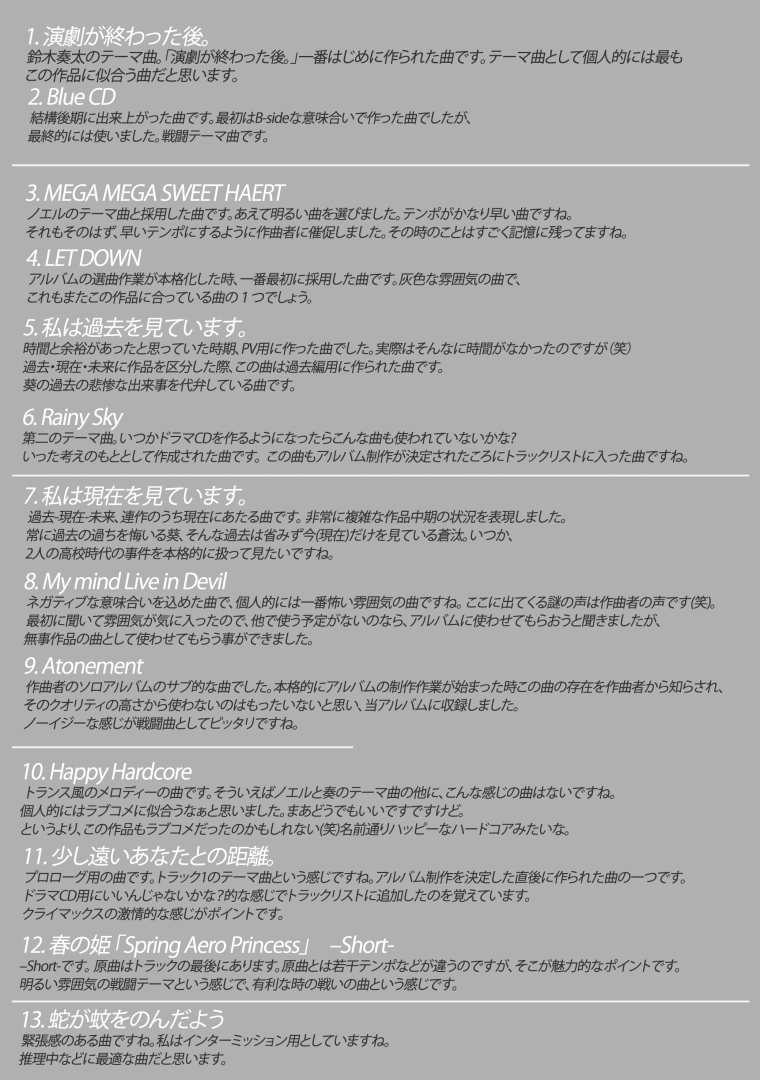 1. 演劇が終わった後。
鈴木奏太のテーマ曲。「演劇が終わった後。」一番はじめに作られた曲です。テーマ曲として個人的には最も
この作品に似合う曲だと思います。
2. Blue CD
結構後期に出来上がった曲です。最初はB-sideな意味合いで作った曲でしたが、
最終的には使いました。戦闘テーマ曲です。
3. MEGA MEGA SWEET HAERT
ノエルのテーマ曲と採用した曲です。あえて明るい曲を選びました。テンポがかなり早い曲ですね。
それもそのはず、早いテンポにするように作曲者に催促しました。その時のことはすごく記憶に残ってますね。
4. LET DOWN
アルバムの選曲作業が本格化した時、一番最初に採用した曲です。灰色な雰囲気の曲で、
これもまたこの作品に合っている曲の1つでしょう。
5. 私は過去を見ています。
時間と余裕があったと思っていた時期、PV用に作った曲でした。実際はそんなに時間がなかったのですが（笑）
過去・現在・未来に作品を区分した際、この曲は過去編用に作られた曲です。
葵の過去の悲惨な出来事を代弁している曲です。
6. Rainy Sky
第二のテーマ曲。いつかドラマCDを作るようになったらこんな曲も使われていないかな？
いった考えのもととして作成された曲です。この曲もアルバム制作が決定されたころにトラックリストに入った曲ですね。
7. 私は現在を見ています。
過去-現在-未来、連作のうち現在にあたる曲です。非常に複雑な作品中期の状況を表現しました。
常に過去の過ちを悔いる葵、そんな過去は省みず今(現在)だけを見ている蒼汰。いつか、
2人の高校時代の事件を本格的に扱って見たいですね。
8. My mind Live in Devil
ネガティブな意味合いを込めた曲で、個人的には一番怖い雰囲気の曲ですね。ここに出てくる謎の声は作曲者の声です(笑)。
最初に聞いて雰囲気が気に入ったので、他で使う予定がないのなら、アルバムに使わせてもらおうと聞きましたが、
無事作品の曲として使わせてもらう事ができました。
9. Atonement
作曲者のソロアルバムのサブ的な曲でした。本格的にアルバムの制作作業が始まった時この曲の存在を作曲者から知らされ、
そのクオリティの高さから使わないのはもったいないと思い、当アルバムに収録しました。
ノーイジーな感じが戦闘曲としてピッタリですね。
10. Happy Hardcore
トランス風のメロディーの曲です。そういえばノエルと奏のテーマ曲の他に、こんな感じの曲はないですね。
個人的にはラブコメに似合うなぁと思いました。まあどうでもいいですですけど。
というより、この作品もラブコメだったのかもしれない(笑)名前通りハッピーなハードコアみたいな。
11. 少し遠いあなたとの距離。
プロローグ用の曲です。トラック1のテーマ曲という感じですね。アルバム制作を決定した直後に作られた曲の一つです。
ドラマCD用にいいんじゃないかな？的な感じでトラックリストに追加したのを覚えています。
クライマックスの激情的な感じがポイントです。
12. 春の姫「Spring Aero Princess」 –Short-
–Short-です。原曲はトラックの最後にあります。原曲とは若干テンポなどが違うのですが、そこが魅力的なポイントです。
明るい雰囲気の戦闘テーマという感じで、有利な時の戦いの曲という感じです。
13. 蛇が蚊をのんだよう
緊張感のある曲ですね。私はインターミッション用としていますね。
推理中などに最適な曲だと思います。